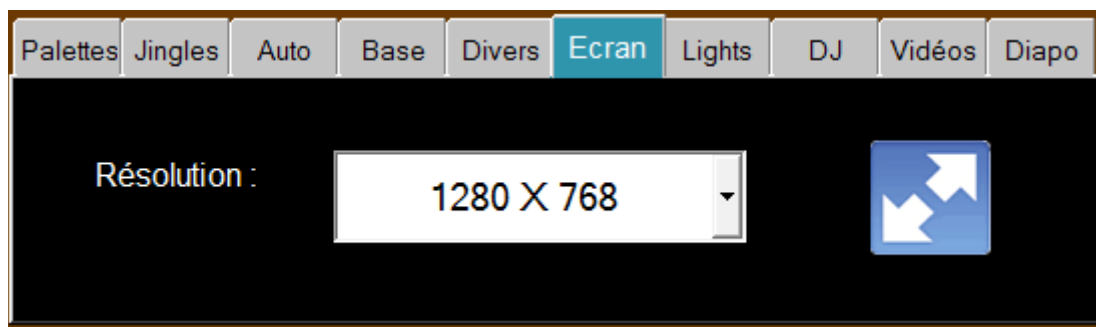 Palettes Jingles Auto Base Divers Ecran Lights DJ Vidéos Diapo
Résolution : 1280 X 768